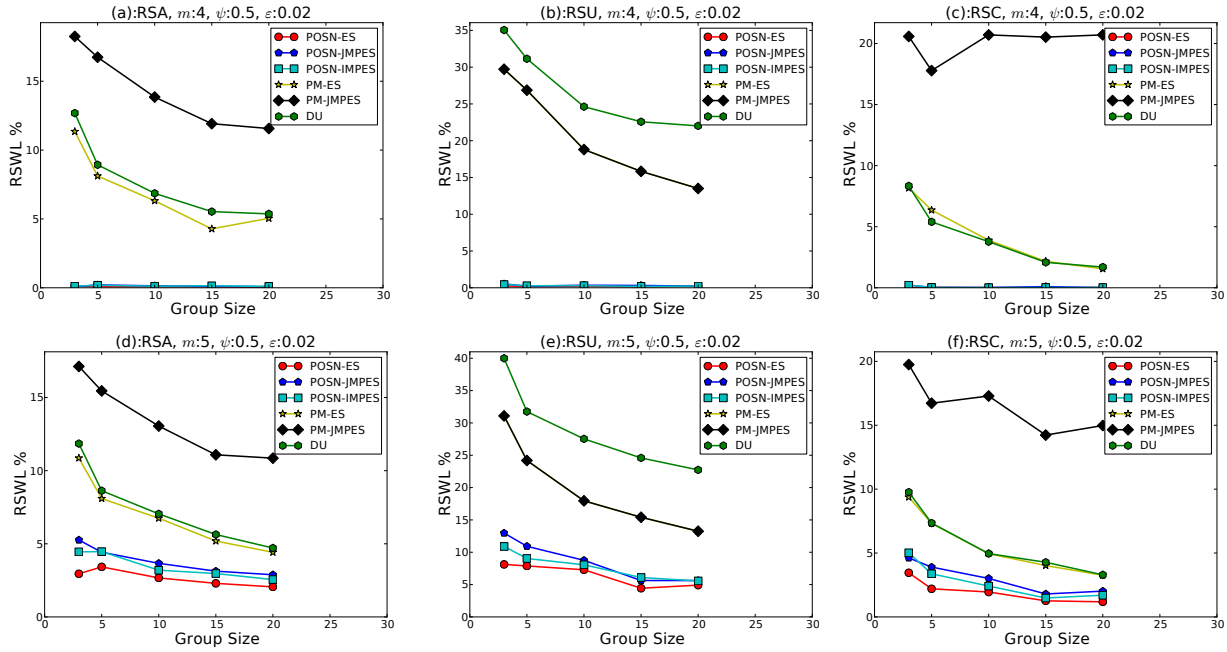 (a):RSA, m:4, ψ:0.5, ε:0.02
RSWL %
15
10
5
0
POSN-ES
POSN-JMPES
POSN-IMPES
PM-ES
PM-JMPES
DU
0 5 10 15 20 25 30
Group Size
(b):RSU, m:4, ψ:0.5, ε:0.02
RSWL %
35
30
25
20
15
10
5
0
POSN-ES
POSN-JMPES
POSN-IMPES
PM-ES
PM-JMPES
DU
0 5 10 15 20 25 30
Group Size
(c):RSC, m:4, ψ:0.5, ε:0.02
RSWL %
20
15
10
5
0
POSN-ES
POSN-JMPES
POSN-IMPES
PM-ES
PM-JMPES
DU
0 5 10 15 20 25 30
Group Size
(d):RSA, m:5, ψ:0.5, ε:0.02
RSWL %
15
10
5
0
POSN-ES
POSN-JMPES
POSN-IMPES
PM-ES
PM-JMPES
DU
0 5 10 15 20 25 30
Group Size
(e):RSU, m:5, ψ:0.5, ε:0.02
RSWL %
40
35
30
25
20
15
10
5
0
POSN-ES
POSN-JMPES
POSN-IMPES
PM-ES
PM-JMPES
DU
0 5 10 15 20 25 30
Group Size
(f):RSC, m:5, ψ:0.5, ε:0.02
RSWL %
20
15
10
5
0
POSN-ES
POSN-JMPES
POSN-IMPES
PM-ES
PM-JMPES
DU
0 5 10 15 20 25 30
Group Size